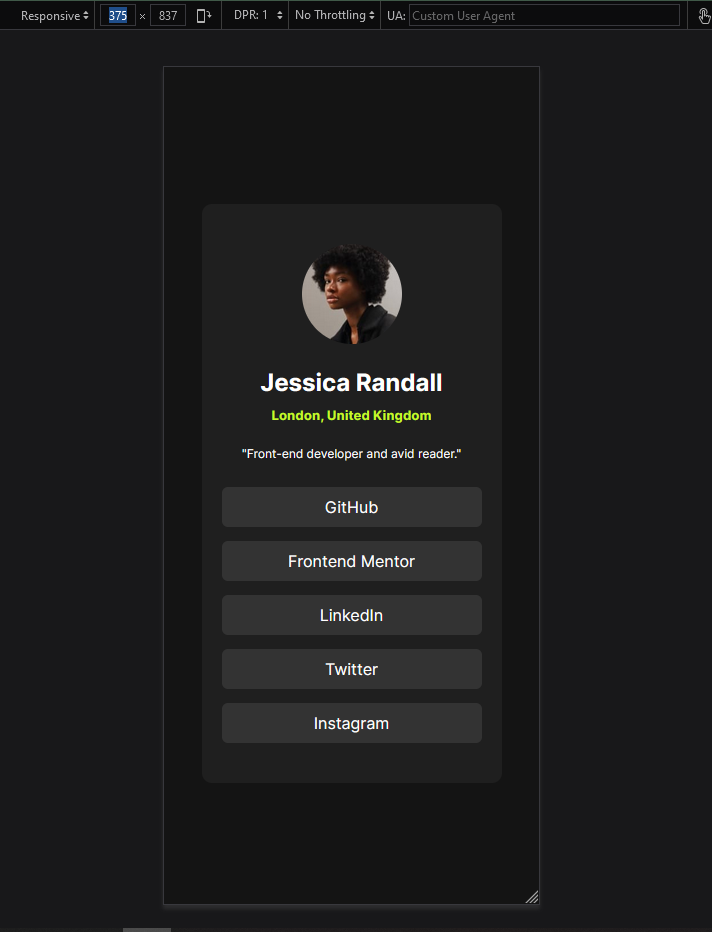 Responsive 375 × 837 DPR: 1 No Throttling UA: Custom User Agent
Jessica Randall
London, United Kingdom
"Front-end developer and avid reader."
GitHub
Frontend Mentor
LinkedIn
Twitter
Instagram